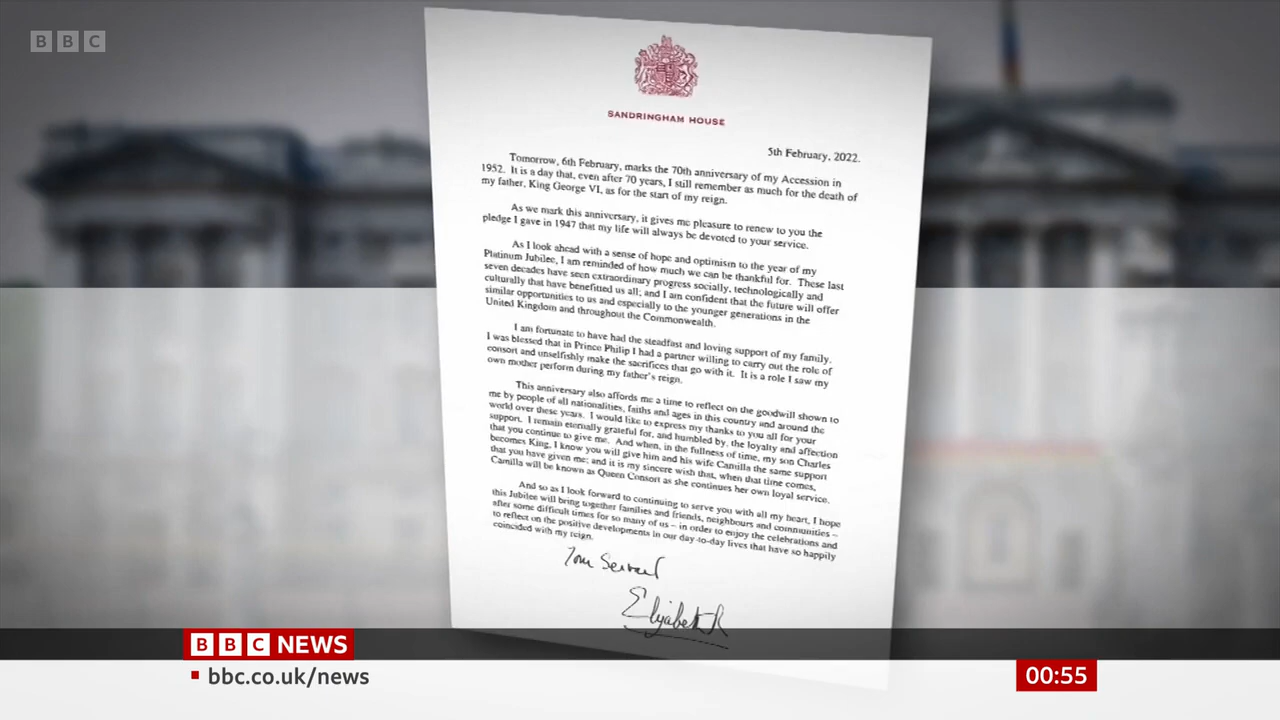 BBC
SANDRINGHAM HOUSE
5th February, 2022.
Tomorrow, 6th February, marks the 70th anniversary of my Accession in
1952. It is a day that, even after 70 years, I still remember as much for the death of
my father, King George VI, as for the start of my reign.
As we mark this anniversary, it gives me pleasure to renew to you the
pledge I gave in 1947 that my life will always be devoted to your service.
As I look ahead with a sense of hope and optimism to the year of my
Platinum Jubilee, I am reminded of how much we can be thankful for. These last
seven decades have seen extraordinary progress socially, technologically and
culturally that have benefitted us all; and I am confident that the future will offer
similar opportunities to us and especially to the younger generations in the
United Kingdom and throughout the Commonwealth.
I am fortunate to have had the steadfast and loving support of my family.
I was blessed that in Prince Philip I had a partner willing to carry out the role of
consort and unselfishly make the sacrifices that go with it. It is a role I saw my
own mother perform during my father's reign.
This anniversary also affords me a time to reflect on the goodwill shown to
me by people of all nationalities, faiths and ages in this country and around the
world over these years. I would like to express my thanks to you all for your
support. I remain eternally grateful for, and humbled by, the loyalty and affection
that you continue to give me. And when, in the fullness of time, my son Charles
becomes King, I know you will give him and his wife Camilla the same support
that you have given me; and it is my sincere wish that, when that time comes,
Camilla will be known as Queen Consort as she continues her own loyal service.
And so as I look forward to continuing to serve you with all my heart, I hope
this Jubilee will bring together families and friends, neighbours and communities –
after some difficult times for so many of us – in order to enjoy the celebrations and
to reflect on the positive developments in our day-to-day lives that have so happily
coincided with my reign.
Your Servant
Elizabeth R
BBC NEWS
bbc.co.uk/news
00:55